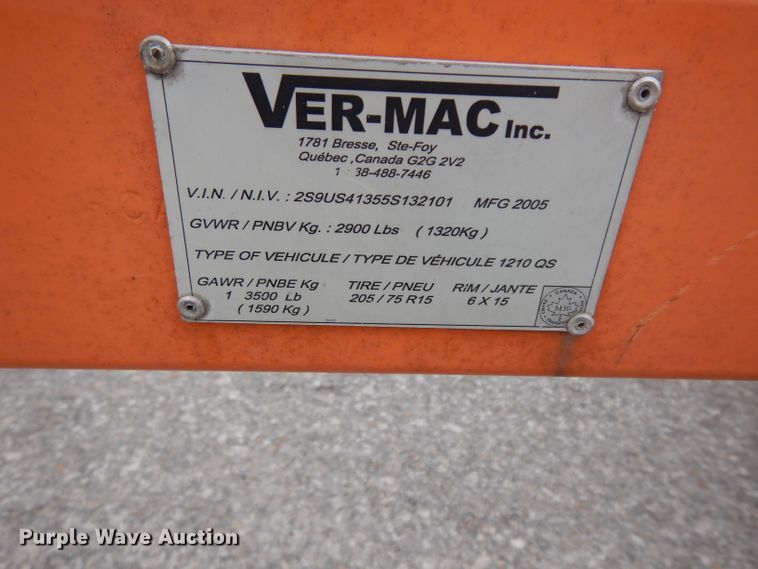 VER-MAC Inc.
1781 Bresse, Ste-Foy
Québec ,Canada G2G 2V2
38-488-7446
V.I.N. / N.I.V. : 2S9US41355S132101 MFG 2005
GVWR / PNBV Kg. : 2900 Lbs ( 1320Kg )
TYPE OF VEHICULE / TYPE DE VÉHICULE 1210 QS
GAWR / PNBE Kg TIRE / PNEU RiM / JANTE
1 3500 Lb 205 / 75 R15 6 X 15
( 1590 Kg )
CANADA
M30
Purple Wave Auction